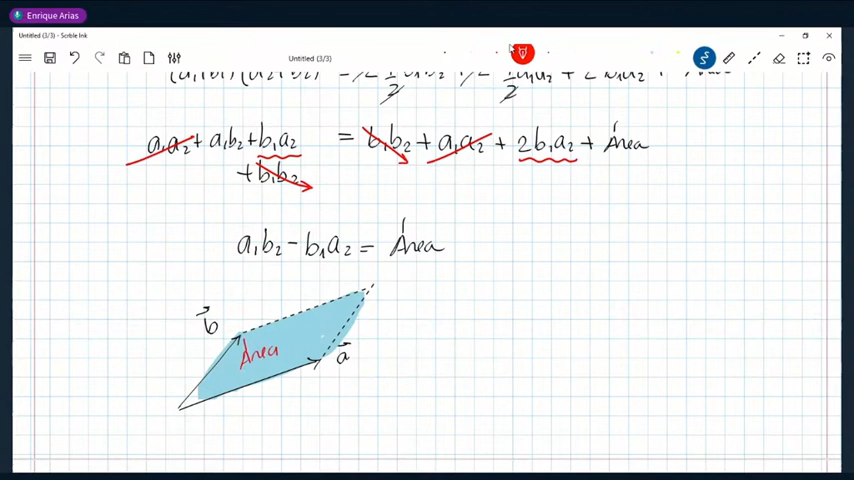 Enrique Arias
Untitled (3/3) - Scrble Ink
Untitled (3/3)
a₁a₂ + a₁b₂ + b₁a₂ = b₁b₂ + a₁a₂ + 2b₁a₂ + Área
+ b₁b₂
a₁b₂ - b₁a₂ = Área
b
Área
a